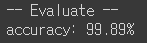 -- Evaluate --
accuracy: 99.89%